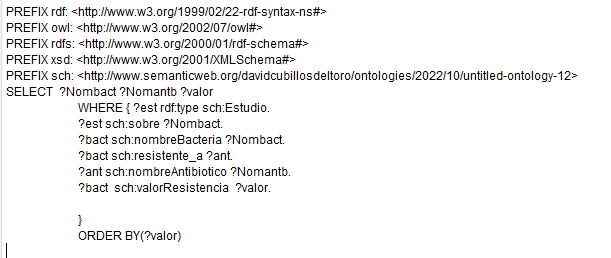 PREFIX rdf: <http://www.w3.org/1999/02/22-rdf-syntax-ns#>
PREFIX owl: <http://www.w3.org/2002/07/owl#>
PREFIX rdfs: <http://www.w3.org/2000/01/rdf-schema#>
PREFIX xsd: <http://www.w3.org/2001/XMLSchema#>
PREFIX sch: <http://www.semanticweb.org/davidcubillosdeltoro/ontologies/2022/10/untitled-ontology-12>
SELECT ?Nombact ?Nomantb ?valor
WHERE { ?est rdf:type sch:Estudio.
?est sch:sobre ?Nombact.
?bact sch:nombreBacteria ?Nombact.
?bact sch:resistente_a ?ant.
?ant sch:nombreAntibiotico ?Nomantb.
?bact sch:valorResistencia ?valor.
}
ORDER BY(?valor)